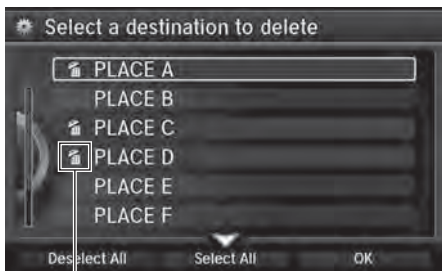 Select a destination to delete
PLACE A
PLACE B
PLACE C
PLACE D
PLACE E
PLACE F
Deselect All Select All OK